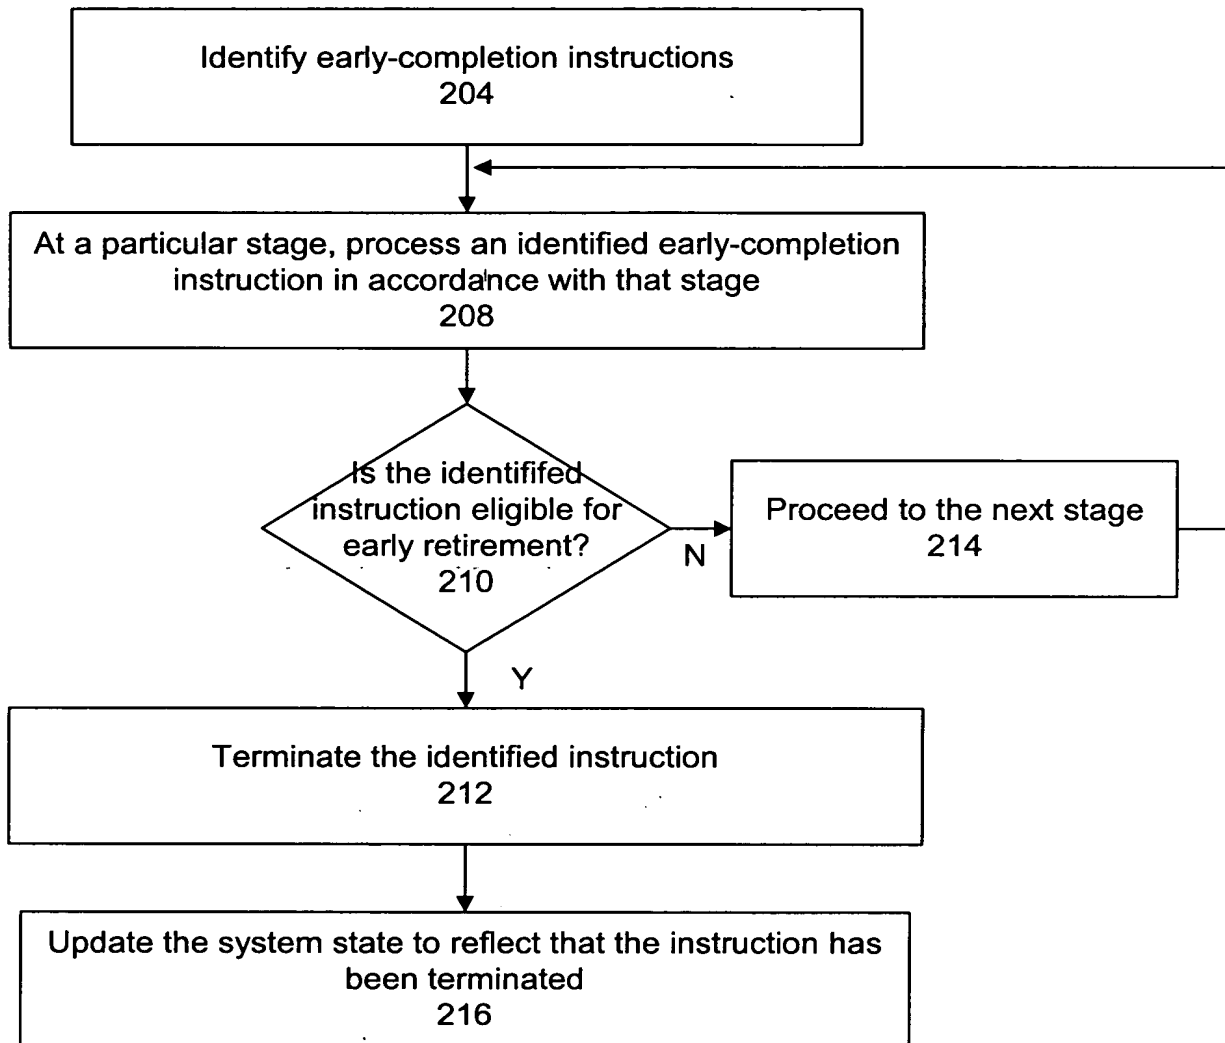 Identify early-completion instructions
204
At a particular stage, process an identified early-completion
instruction in accordance with that stage
208
Is the identififed
instruction eligible for
early retirement?
210
N
Proceed to the next stage
214
Y
Terminate the identified instruction
212
Update the system state to reflect that the instruction has
been terminated
216